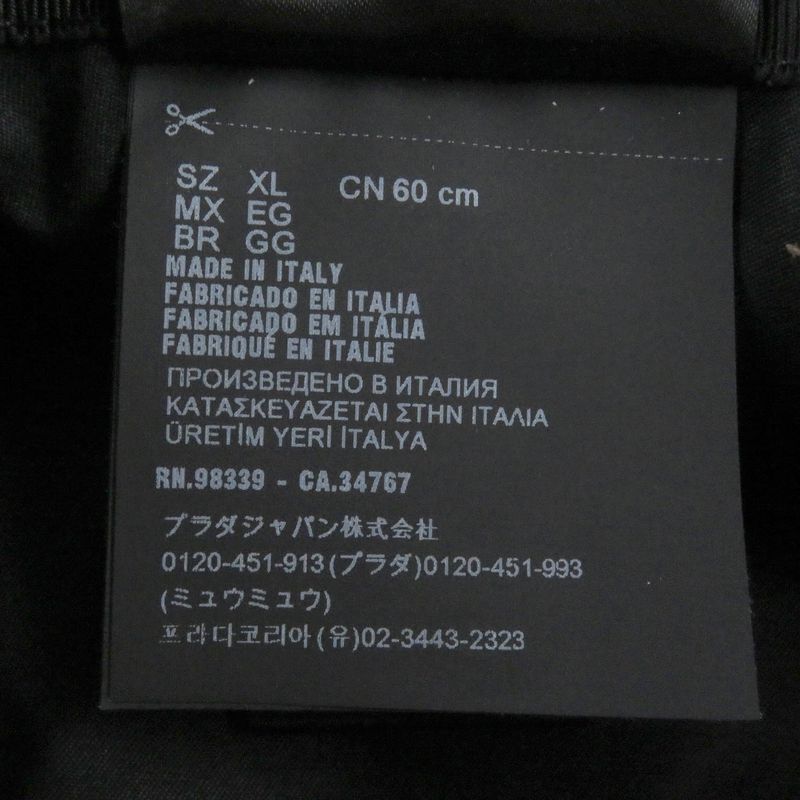 SZ XL CN 60 cm
MX EG
BR GG
MADE IN ITALY
FABRICADO EN ITALIA
FABRICADO EM ITÁLIA
FABRIQUÉ EN ITALIE
ПРОИЗВЕДЕНО В ИТАЛИЯ
ΚΑΤΑΣΚΕΥΑΖΕΤΑΙ ΣΤΗΝ ΙΤΑΛΙΑ
ÜRETİM YERİ İTALYA
RN.98339 - CA.34767
プラダジャパン株式会社
0120-451-913(プラダ)0120-451-993
(ミュウミュウ)
프라다코리아(유)02-3443-2323